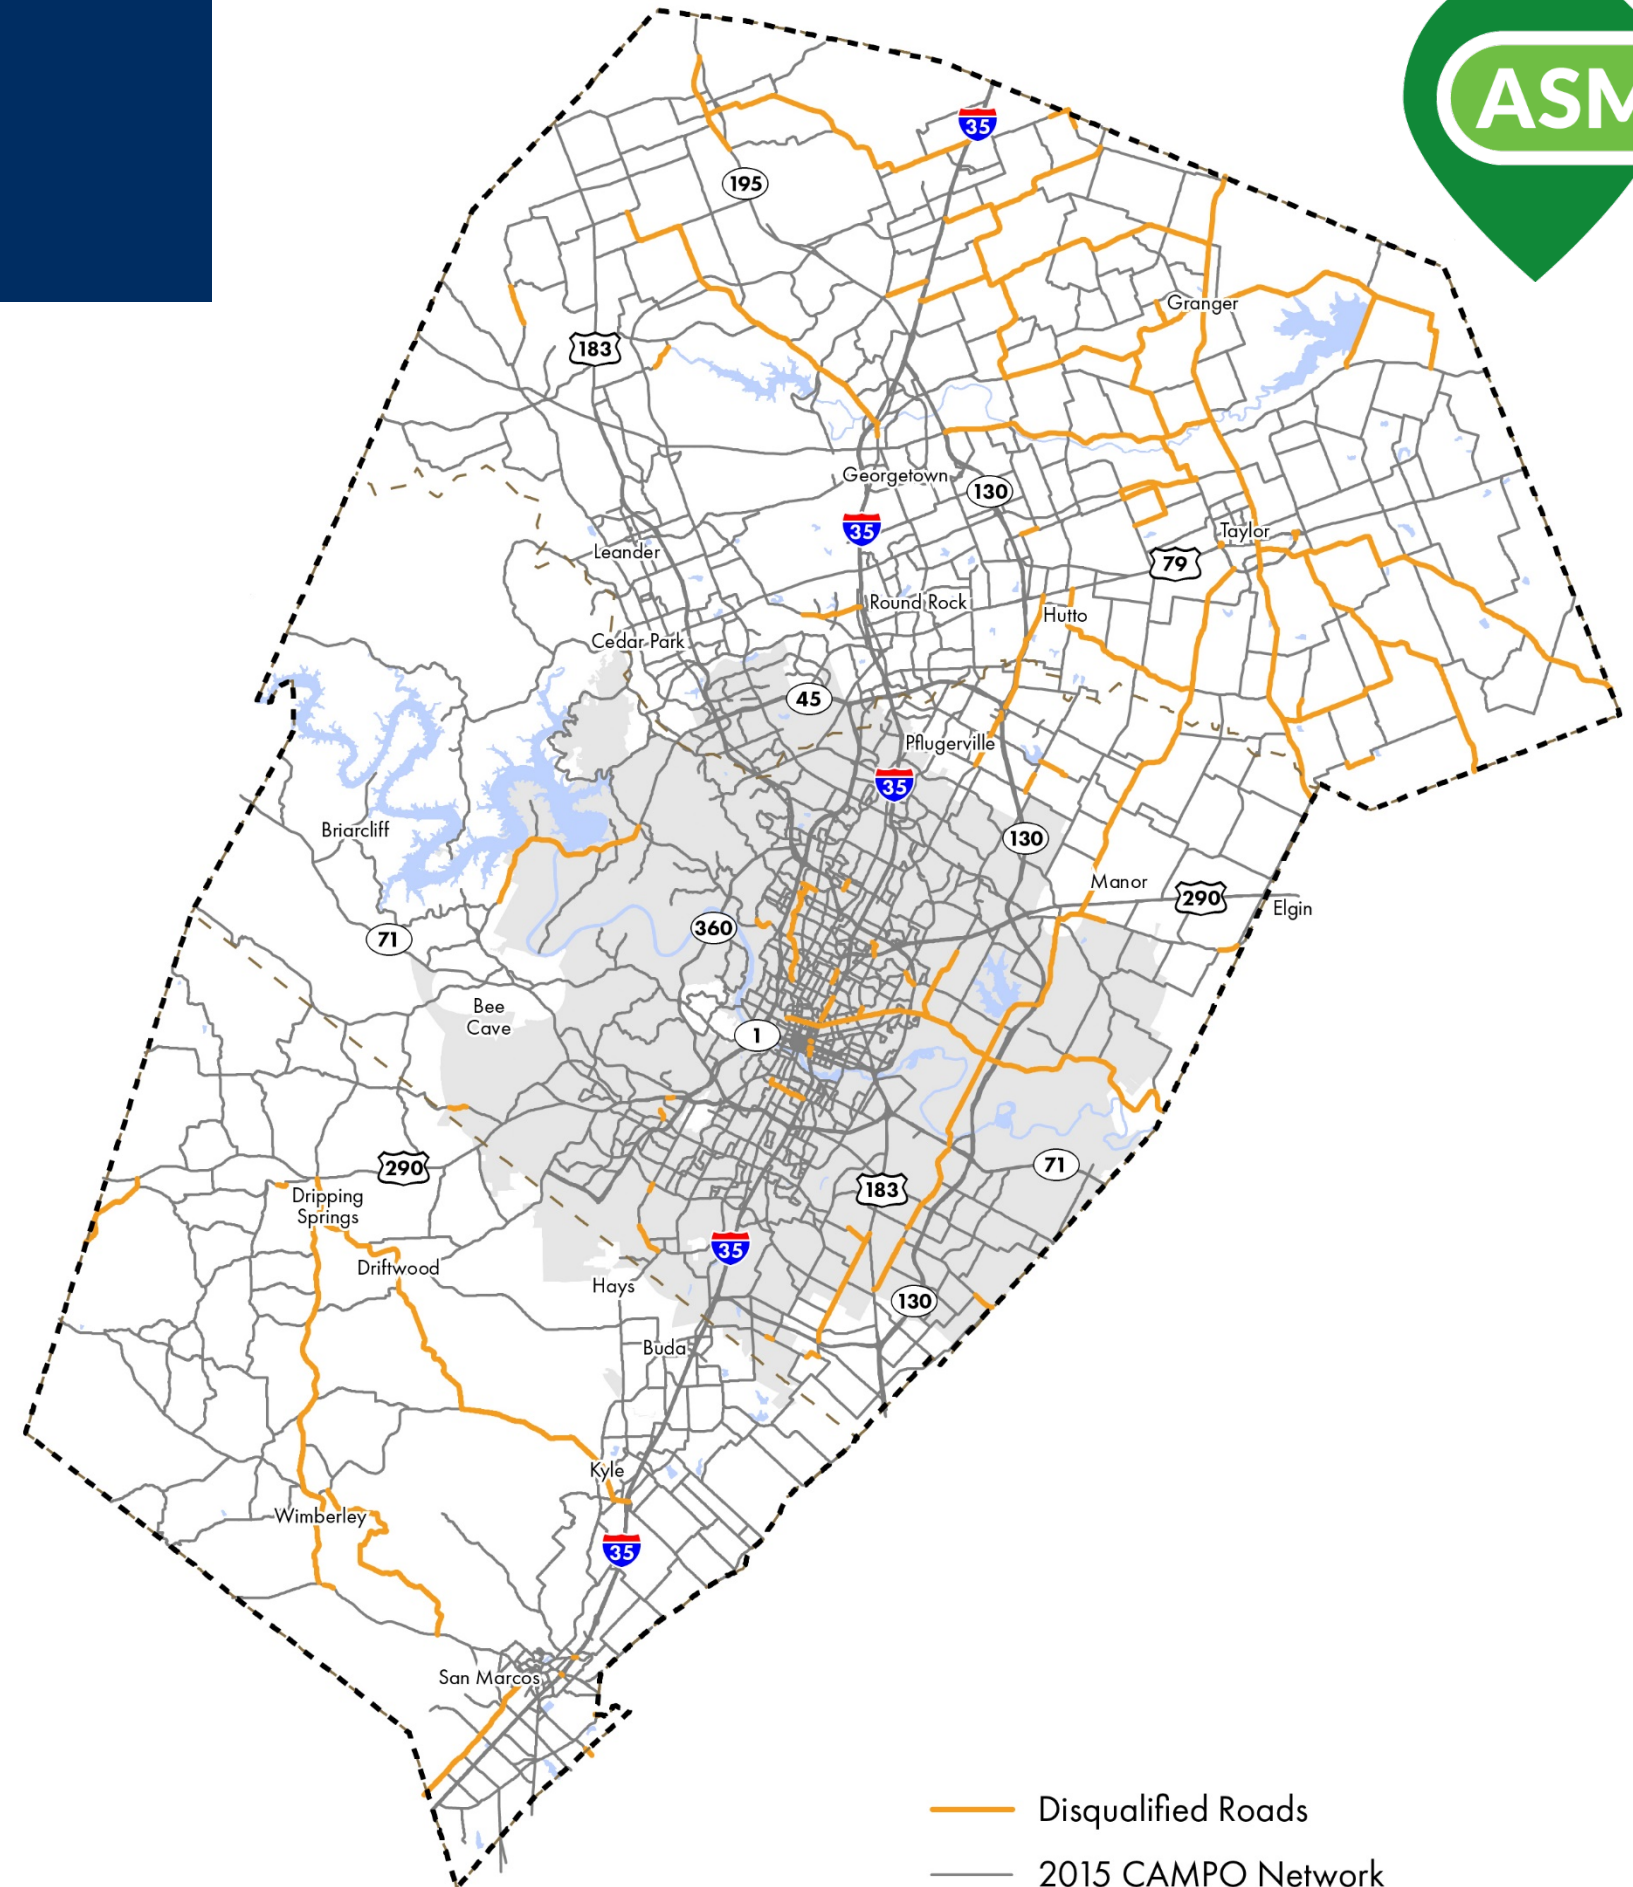 ASM
35
195
Granger
183
Georgetown
130
35
Taylor
Leander
79
Round Rock
Hutto
Cedar Park
45
Pflugerville
35
Briarcliff
130
Manor
290
Elgin
360
71
Bee
Cave
1
71
290
183
Dripping
Springs
35
Driftwood
Hays
130
Buda
Kyle
Wimberley
35
San Marcos
Disqualified Roads
2015 CAMPO Network